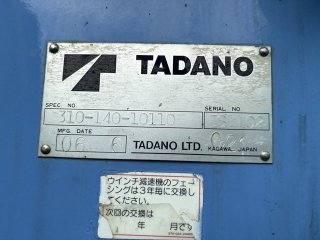 TADANO
SPEC. NO.
SERIAL NO.
310-140-10110
MFG. DATE
06 6
TADANO LTD. KAGAWA, JAPAN
ウインチ減速機のフェー
シングは3年毎に交換し
てください。
次回の交換は
年 月です